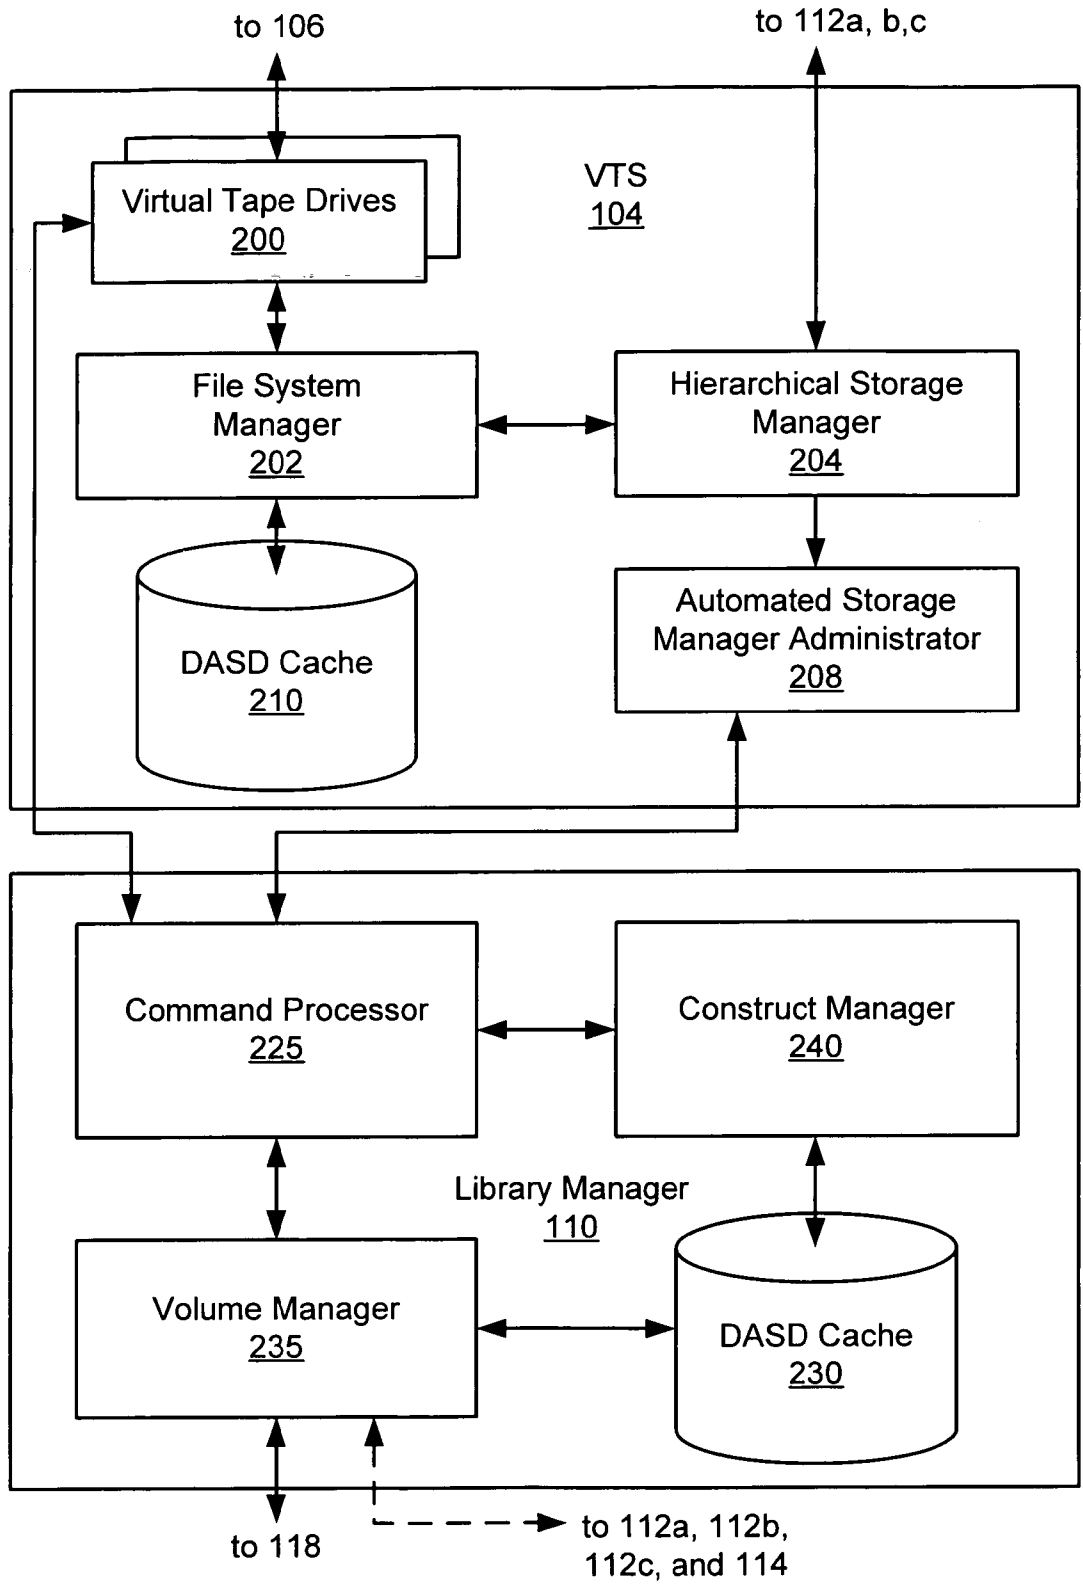 to 106
to 112a, b,c
VTS
104
Virtual Tape Drives
200
File System
Manager
202
Hierarchical Storage
Manager
204
DASD Cache
210
Automated Storage
Manager Administrator
208
Command Processor
225
Construct Manager
240
Library Manager
110
Volume Manager
235
DASD Cache
230
to 118
to 112a, 112b,
112c, and 114